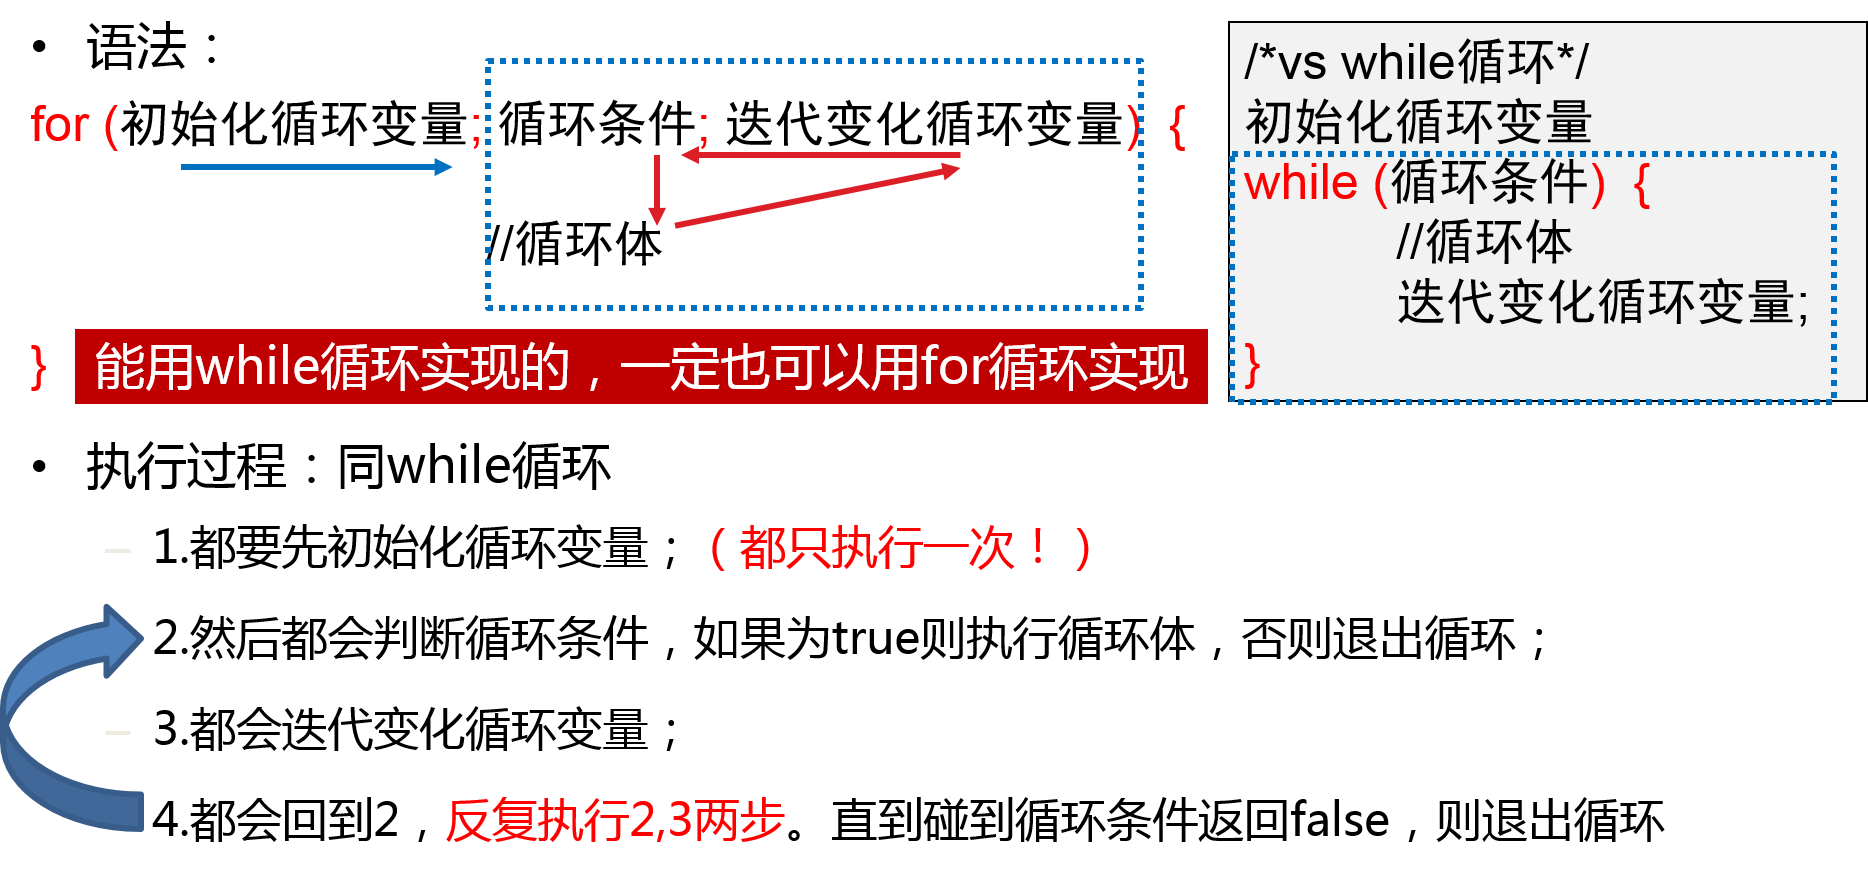 • 语法：
for (初始化循环变量; 循环条件; 迭代变化循环变量) {
//循环体
}
能用while循环实现的，一定也可以用for循环实现
/*vs while循环*/
初始化循环变量
while (循环条件) {
//循环体
迭代变化循环变量;
}
• 执行过程：同while循环
– 1.都要先初始化循环变量；（都只执行一次！）
2.然后都会判断循环条件，如果为true则执行循环体，否则退出循环；
– 3.都会迭代变化循环变量；
4.都会回到2，反复执行2,3两步。直到碰到循环条件返回false，则退出循环